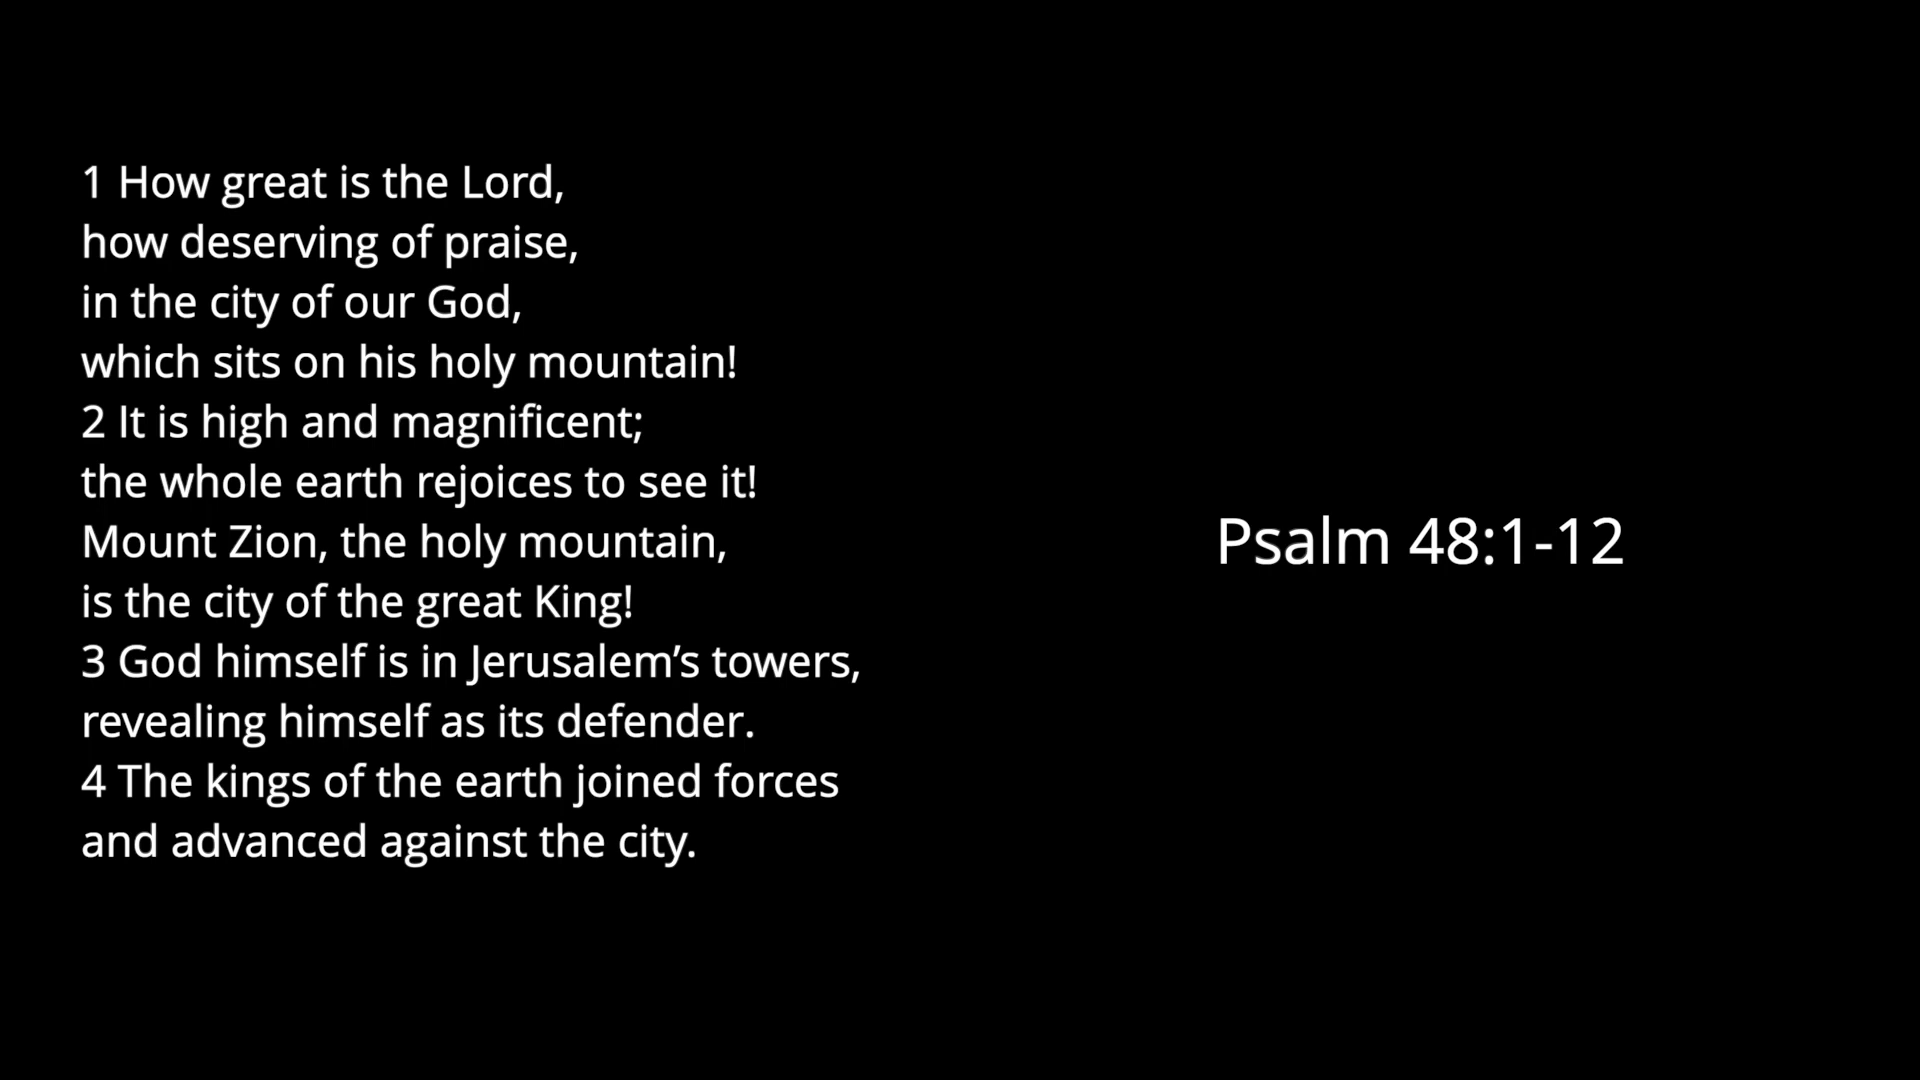 1 How great is the Lord,
how deserving of praise,
in the city of our God,
which sits on his holy mountain!
2 It is high and magnificent;
the whole earth rejoices to see it!
Mount Zion, the holy mountain,
is the city of the great King!
3 God himself is in Jerusalem’s towers,
revealing himself as its defender.
4 The kings of the earth joined forces
and advanced against the city.
Psalm 48:1-12